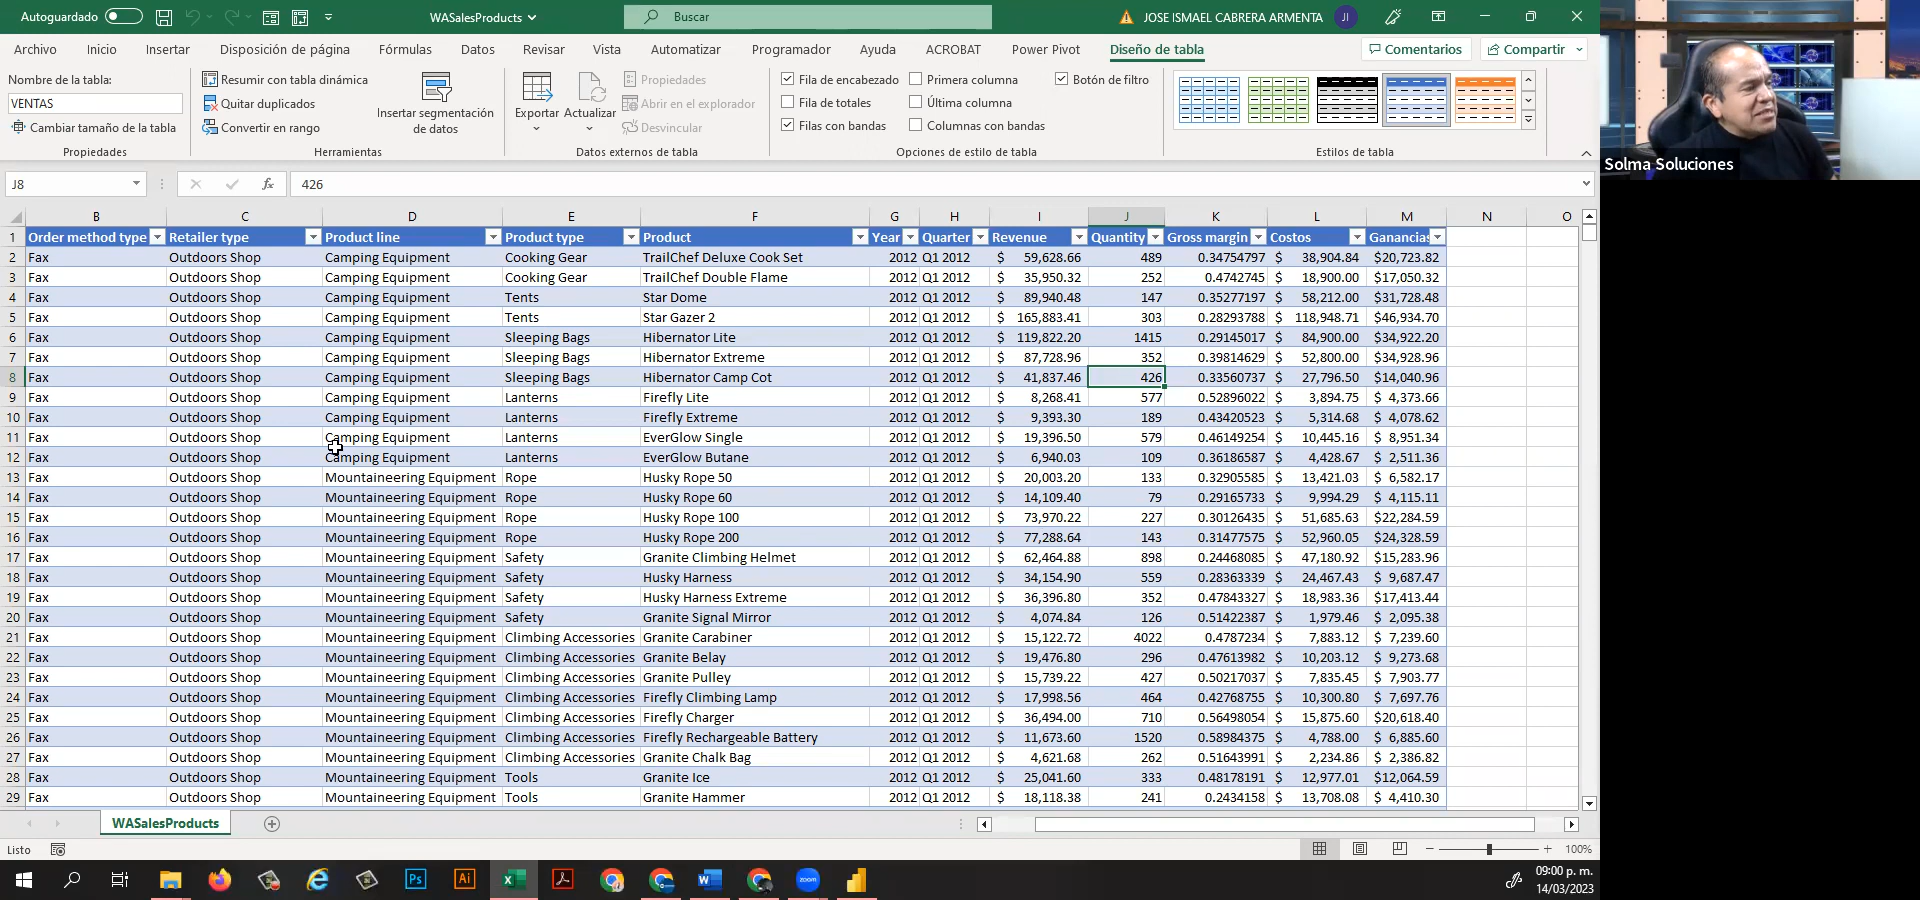 Autoguardado
WASalesProducts
Buscar
JOSE ISMAEL CABRERA ARMENTA
JI
Archivo Inicio Insertar Disposición de página Fórmulas Datos Revisar Vista Automatizar Programador Ayuda ACROBAT Power Pivot Diseño de tabla Comentarios Compartir
Nombre de la tabla:
VENTAS
Cambiar tamaño de la tabla
Propiedades
Resumir con tabla dinámica
Quitar duplicados
Convertir en rango
Insertar segmentación
de datos
Herramientas
Exportar
Actualizar
Propiedades
Abrir en el explorador
Desvincular
Datos externos de tabla
Fila de encabezado
Fila de totales
Filas con bandas
Primera columna
Última columna
Columnas con bandas
Botón de filtro
Opciones de estilo de tabla
Estilos de tabla
Solma Soluciones
J8 fx 426
B C D E F G H I J K L M N O
1 Order method type Retailer type Product line Product type Product Year Quarter Revenue Quantity Gross margin Costos Ganancias
2 Fax Outdoors Shop Camping Equipment Cooking Gear TrailChef Deluxe Cook Set 2012 Q1 2012 $ 59,628.66 489 0.34754797 $ 38,904.84 $20,723.82
3 Fax Outdoors Shop Camping Equipment Cooking Gear TrailChef Double Flame 2012 Q1 2012 $ 35,950.32 252 0.4742745 $ 18,900.00 $17,050.32
4 Fax Outdoors Shop Camping Equipment Tents Star Dome 2012 Q1 2012 $ 89,940.48 147 0.35277197 $ 58,212.00 $31,728.48
5 Fax Outdoors Shop Camping Equipment Tents Star Gazer 2 2012 Q1 2012 $ 165,883.41 303 0.28293788 $ 118,948.71 $46,934.70
6 Fax Outdoors Shop Camping Equipment Sleeping Bags Hibernator Lite 2012 Q1 2012 $ 119,822.20 1415 0.29145017 $ 84,900.00 $34,922.20
7 Fax Outdoors Shop Camping Equipment Sleeping Bags Hibernator Extreme 2012 Q1 2012 $ 87,728.96 352 0.39814629 $ 52,800.00 $34,928.96
8 Fax Outdoors Shop Camping Equipment Sleeping Bags Hibernator Camp Cot 2012 Q1 2012 $ 41,837.46 426 0.33560737 $ 27,796.50 $14,040.96
9 Fax Outdoors Shop Camping Equipment Lanterns Firefly Lite 2012 Q1 2012 $ 8,268.41 577 0.52896022 $ 3,894.75 $ 4,373.66
10 Fax Outdoors Shop Camping Equipment Lanterns Firefly Extreme 2012 Q1 2012 $ 9,393.30 189 0.43420523 $ 5,314.68 $ 4,078.62
11 Fax Outdoors Shop Camping Equipment Lanterns EverGlow Single 2012 Q1 2012 $ 19,396.50 579 0.46149254 $ 10,445.16 $ 8,951.34
12 Fax Outdoors Shop Camping Equipment Lanterns EverGlow Butane 2012 Q1 2012 $ 6,940.03 109 0.36186587 $ 4,428.67 $ 2,511.36
13 Fax Outdoors Shop Mountaineering Equipment Rope Husky Rope 50 2012 Q1 2012 $ 20,003.20 133 0.32905585 $ 13,421.03 $ 6,582.17
14 Fax Outdoors Shop Mountaineering Equipment Rope Husky Rope 60 2012 Q1 2012 $ 14,109.40 79 0.29165733 $ 9,994.29 $ 4,115.11
15 Fax Outdoors Shop Mountaineering Equipment Rope Husky Rope 100 2012 Q1 2012 $ 73,970.22 227 0.30126435 $ 51,685.63 $22,284.59
16 Fax Outdoors Shop Mountaineering Equipment Rope Husky Rope 200 2012 Q1 2012 $ 77,288.64 143 0.31477575 $ 52,960.05 $24,328.59
17 Fax Outdoors Shop Mountaineering Equipment Safety Granite Climbing Helmet 2012 Q1 2012 $ 62,464.88 898 0.24468085 $ 47,180.92 $15,283.96
18 Fax Outdoors Shop Mountaineering Equipment Safety Husky Harness 2012 Q1 2012 $ 34,154.90 559 0.28363339 $ 24,467.43 $ 9,687.47
19 Fax Outdoors Shop Mountaineering Equipment Safety Husky Harness Extreme 2012 Q1 2012 $ 36,396.80 352 0.47843327 $ 18,983.36 $17,413.44
20 Fax Outdoors Shop Mountaineering Equipment Safety Granite Signal Mirror 2012 Q1 2012 $ 4,074.84 126 0.51422387 $ 1,979.46 $ 2,095.38
21 Fax Outdoors Shop Mountaineering Equipment Climbing Accessories Granite Carabiner 2012 Q1 2012 $ 15,122.72 4022 0.4787234 $ 7,883.12 $ 7,239.60
22 Fax Outdoors Shop Mountaineering Equipment Climbing Accessories Granite Belay 2012 Q1 2012 $ 19,476.80 296 0.47613982 $ 10,203.12 $ 9,273.68
23 Fax Outdoors Shop Mountaineering Equipment Climbing Accessories Granite Pulley 2012 Q1 2012 $ 15,739.22 427 0.50217037 $ 7,835.45 $ 7,903.77
24 Fax Outdoors Shop Mountaineering Equipment Climbing Accessories Firefly Climbing Lamp 2012 Q1 2012 $ 17,998.56 464 0.42768755 $ 10,300.80 $ 7,697.76
25 Fax Outdoors Shop Mountaineering Equipment Climbing Accessories Firefly Charger 2012 Q1 2012 $ 36,494.00 710 0.56498054 $ 15,875.60 $20,618.40
26 Fax Outdoors Shop Mountaineering Equipment Climbing Accessories Firefly Rechargeable Battery 2012 Q1 2012 $ 11,673.60 1520 0.58984375 $ 4,788.00 $ 6,885.60
27 Fax Outdoors Shop Mountaineering Equipment Climbing Accessories Granite Chalk Bag 2012 Q1 2012 $ 4,621.68 262 0.51643991 $ 2,234.86 $ 2,386.82
28 Fax Outdoors Shop Mountaineering Equipment Tools Granite Ice 2012 Q1 2012 $ 25,041.60 333 0.48178191 $ 12,977.01 $12,064.59
29 Fax Outdoors Shop Mountaineering Equipment Tools Granite Hammer 2012 Q1 2012 $ 18,118.38 241 0.2434158 $ 13,708.08 $ 4,410.30
WASalesProducts
Listo
100%
Ps Ai zoom
09:00 p. m.
14/03/2023